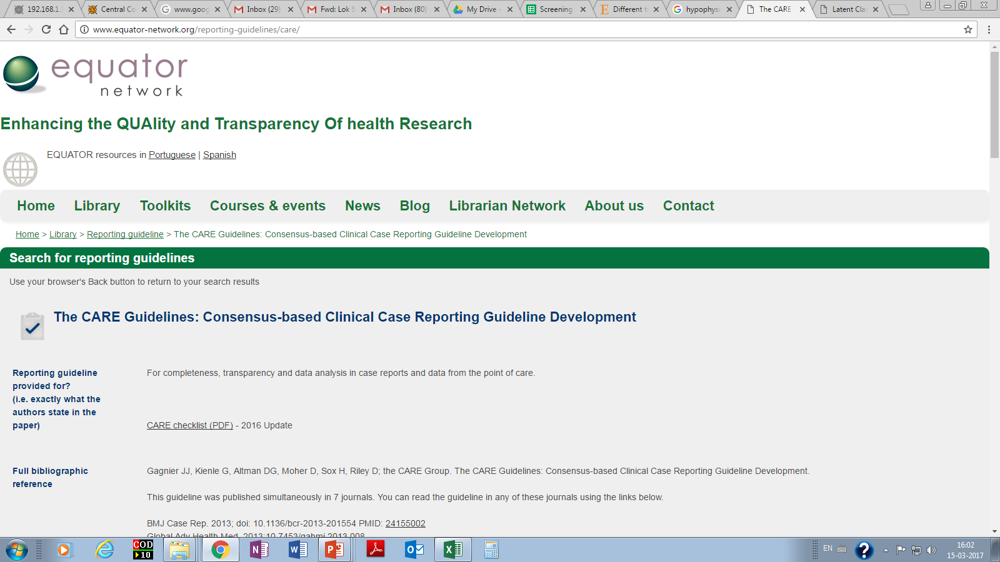 192.168.1.
Central Co
www.goog
Inbox (29)
Fwd: Lok S
Inbox (80)
My Drive -
Screening
Different t
hypophysi
The CARE
Latent Cla
www.equator-network.org/reporting-guidelines/care/
equator
network
Enhancing the QUAlity and Transparency Of health Research
EQUATOR resources in Portuguese | Spanish
Home Library Toolkits Courses & events News Blog Librarian Network About us Contact
Home > Library > Reporting guideline > The CARE Guidelines: Consensus-based Clinical Case Reporting Guideline Development
Search for reporting guidelines
Use your browser's Back button to return to your search results
The CARE Guidelines: Consensus-based Clinical Case Reporting Guideline Development
Reporting guideline
provided for?
(i.e. exactly what the
authors state in the
paper)
For completeness, transparency and data analysis in case reports and data from the point of care.
CARE checklist (PDF) - 2016 Update
Full bibliographic
reference
Gagnier JJ, Kienle G, Altman DG, Moher D, Sox H, Riley D; the CARE Group. The CARE Guidelines: Consensus-based Clinical Case Reporting Guideline Development.
This guideline was published simultaneously in 7 journals. You can read the guideline in any of these journals using the links below.
BMJ Case Rep. 2013; doi: 10.1136/bcr-2013-201554 PMID: 24155002
Global Adv Health Med. 2013;10.7453/gahmj.2013.008
COD
10
EN
16:02
15-03-2017